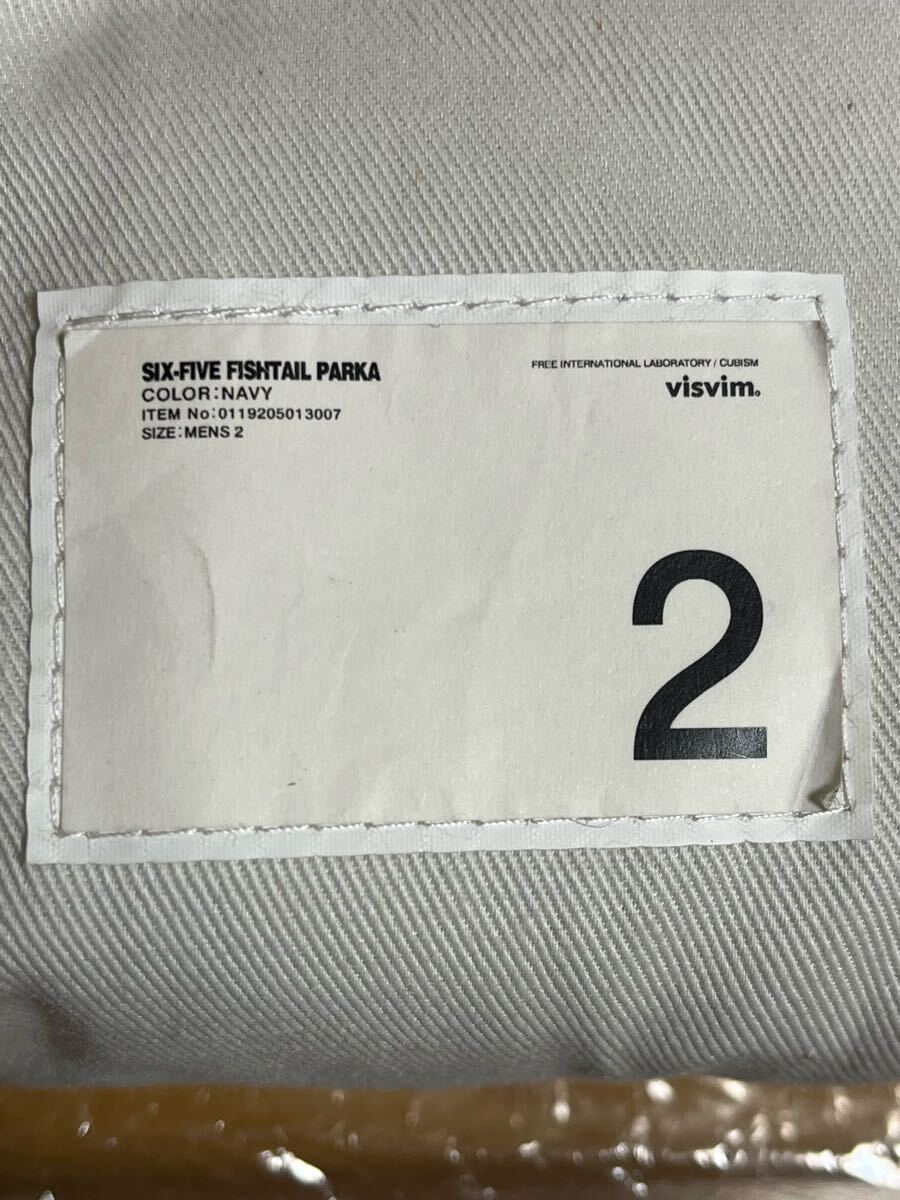 SIX-FIVE FISHTAIL PARKA
COLOR:NAVY
ITEM No:0119205013007
SIZE:MENS 2
FREE INTERNATIONAL LABORATORY / CUBISM
visvim.
2